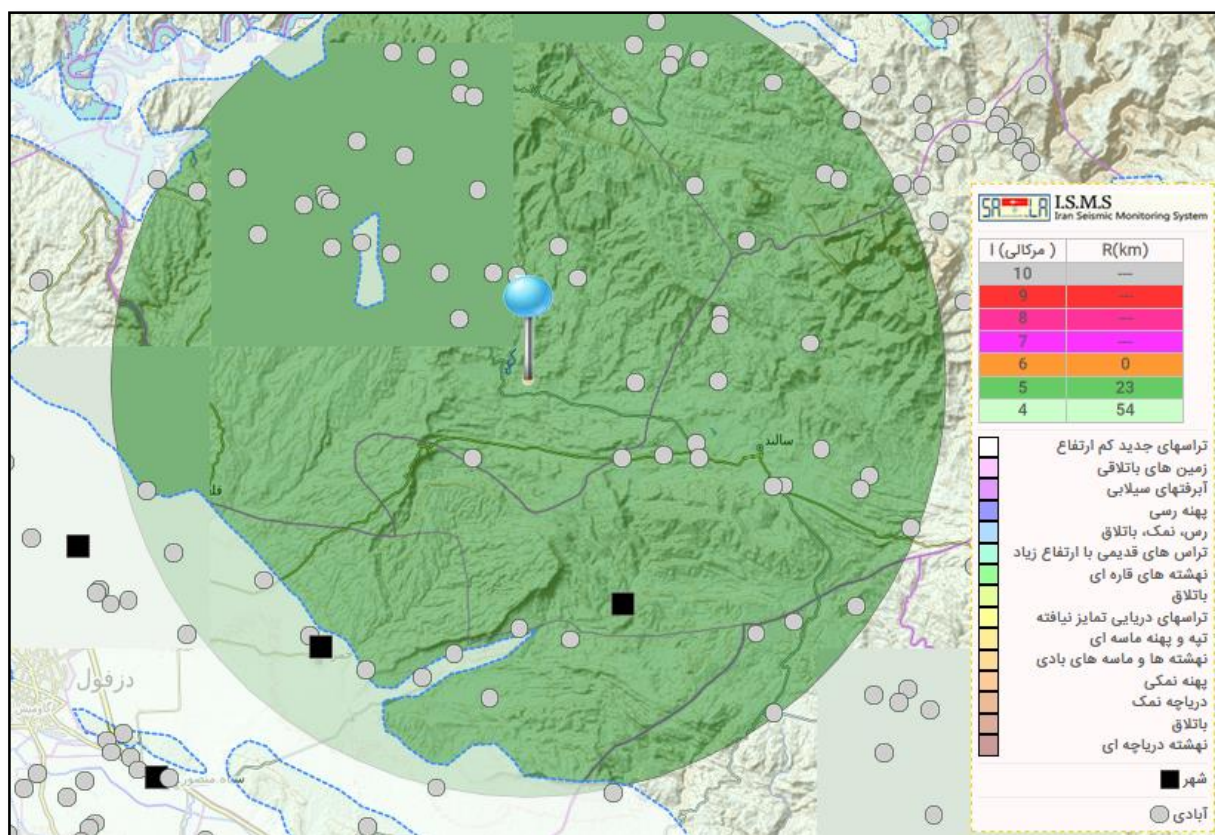 سالند
دزفول
I.S.M.S
Iran Seismic Monitoring System
I (مرکالی) R(km)
10 ---
9 ---
8 ---
7 ---
6 0
5 23
4 54
تراسهای جدید کم ارتفاع
زمین های باتلاقی
آبرفتهای سیلابی
پهنه رسی
رس، نمک، باتلاق
تراس های قدیمی با ارتفاع زیاد
نهشته های قاره ای
باتلاق
تراسهای دریایی تمایز نیافته
تپه و پهنه ماسه ای
نهشته ها و ماسه های بادی
پهنه نمکی
دریاچه نمک
باتلاق
نهشته دریاچه ای
شهر
آبادی